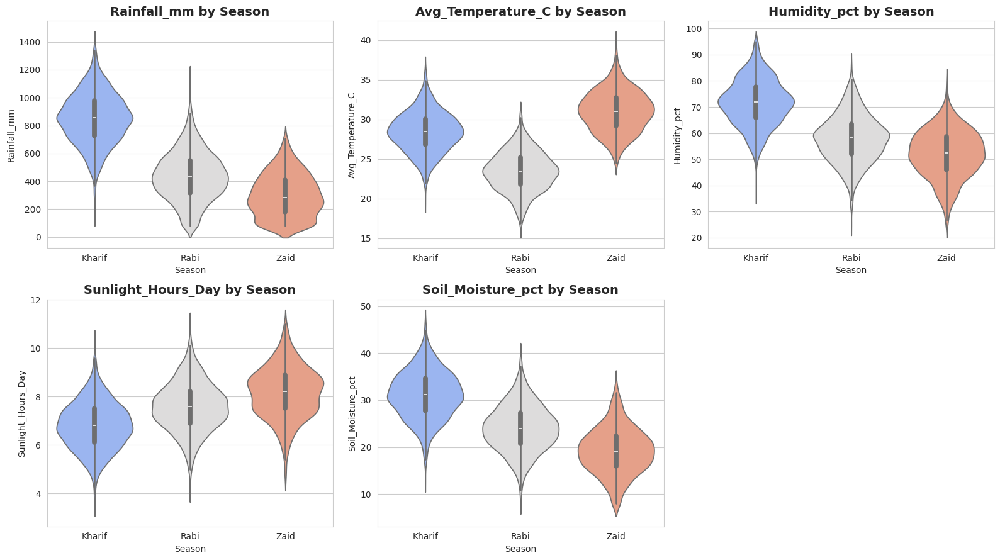 Rainfall_mm by Season
Rainfall_mm
1400
1200
1000
800
600
400
200
0
Kharif Rabi Zaid
Season
Avg_Temperature_C by Season
Avg_Temperature_C
40
35
30
25
20
15
Kharif Rabi Zaid
Season
Humidity_pct by Season
Humidity_pct
100
90
80
70
60
50
40
30
20
Kharif Rabi Zaid
Season
Sunlight_Hours_Day by Season
Sunlight_Hours_Day
12
10
8
6
4
Kharif Rabi Zaid
Season
Soil_Moisture_pct by Season
Soil_Moisture_pct
50
40
30
20
10
Kharif Rabi Zaid
Season